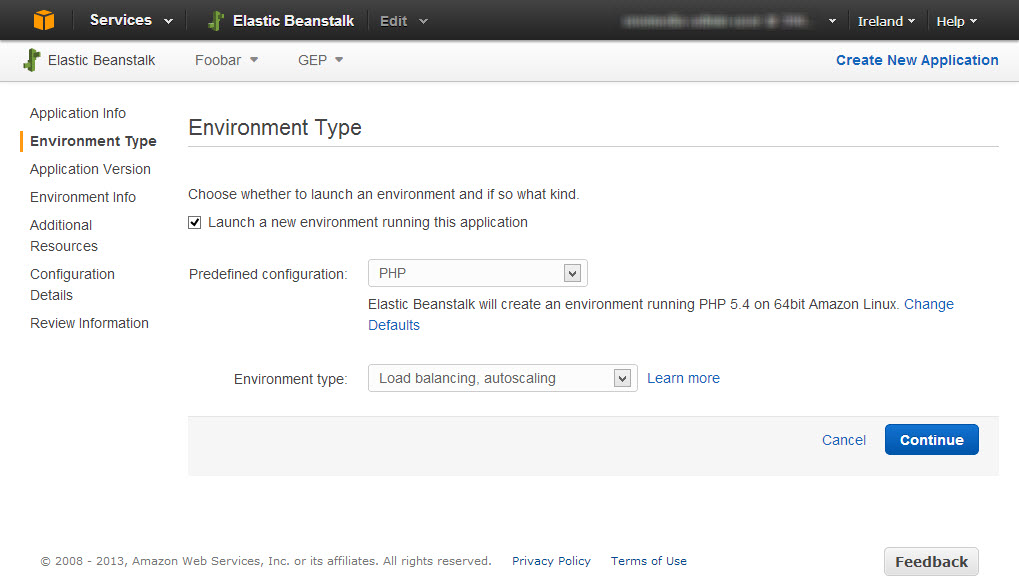 Services Elastic Beanstalk Edit Ireland Help
Elastic Beanstalk Foobar GEP Create New Application
Application Info
Environment Type
Application Version
Environment Info
Additional
Resources
Configuration
Details
Review Information
Environment Type
Choose whether to launch an environment and if so what kind.
Launch a new environment running this application
Predefined configuration: PHP
Elastic Beanstalk will create an environment running PHP 5.4 on 64bit Amazon Linux. Change
Defaults
Environment type: Load balancing, autoscaling Learn more
Cancel Continue
© 2008 - 2013, Amazon Web Services, Inc. or its affiliates. All rights reserved. Privacy Policy Terms of Use Feedback